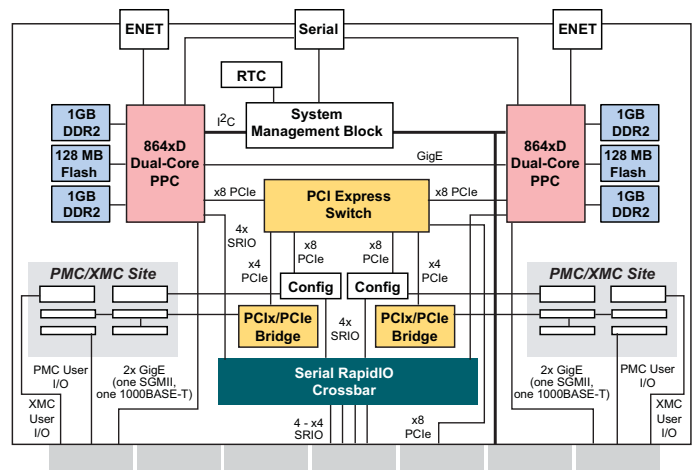 ENET
Serial
ENET
RTC
1GB
DDR2
128 MB
Flash
1GB
DDR2
864xD
Dual-Core
PPC
I2C
System
Management Block
GigE
864xD
Dual-Core
PPC
1GB
DDR2
128 MB
Flash
1GB
DDR2
x8 PCIe
PCI Express
Switch
x8 PCIe
4x
SRIO
x4
PCIe
x8
PCIe
x8
PCIe
x4
PCIe
PMC/XMC Site
Config
Config
PMC/XMC Site
PCIx/PCIe
Bridge
4x
SRIO
PCIx/PCIe
Bridge
Serial RapidIO
Crossbar
PMC User
I/O
XMC
User
I/O
2x GigE
(one SGMII,
one 1000BASE-T)
4 - x4
SRIO
x8
PCIe
2x GigE
(one SGMII,
one 1000BASE-T)
PMC User
I/O
XMC
User
I/O